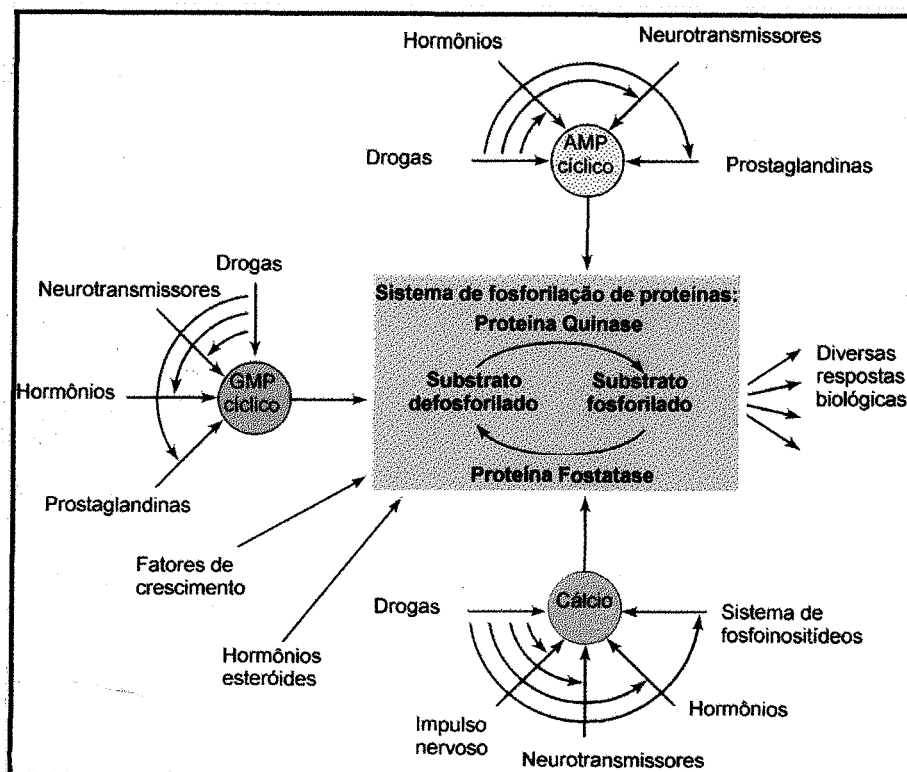 Hormônios
Neurotransmissores
Drogas
AMP
cíclico
Prostaglandinas
Drogas
Neurotransmissores
Hormônios
GMP
cíclico
Prostaglandinas
Sistema de fosforilação de proteínas:
Proteína Quinase
Substrato
defosforilado
Substrato
fosforilado
Proteína Fostatase
Diversas
respostas
biológicas
Fatores de
crescimento
Hormônios
esteróides
Drogas
Cálcio
Sistema de
fosfoinositídeos
Impulso
nervoso
Neurotransmissores
Hormônios